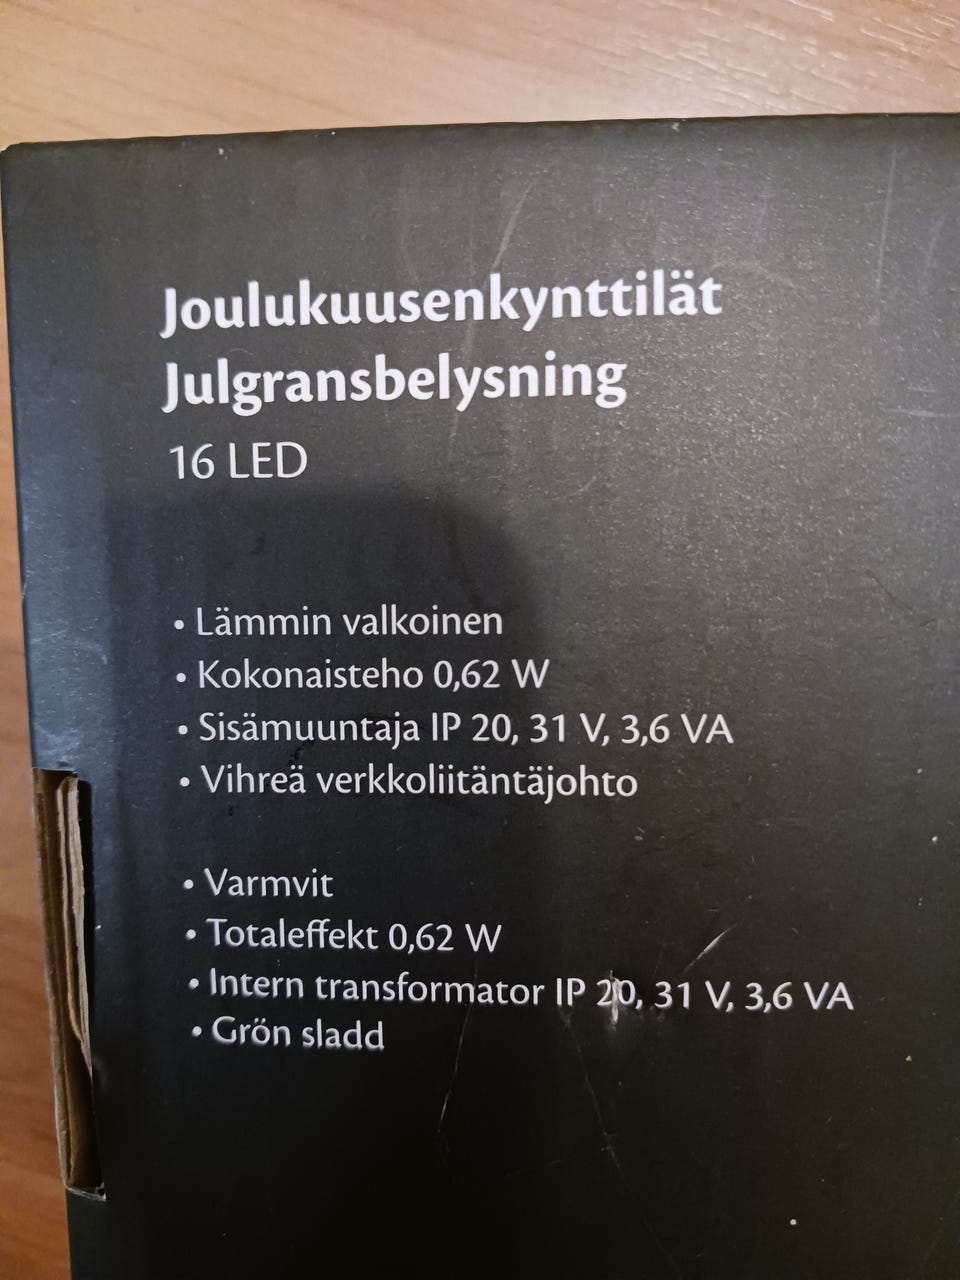 Joulukuusenkynttilät
Julgransbelysning
16 LED
• Lämmin valkoinen
• Kokonaisteho 0,62 W
• Sisämuuntaja IP 20, 31 V, 3,6 VA
• Vihreä verkkoliitäntäjohto
• Varmvit
• Totaleffekt 0,62 W
• Intern transformator IP 20, 31 V, 3,6 VA
• Grön sladd